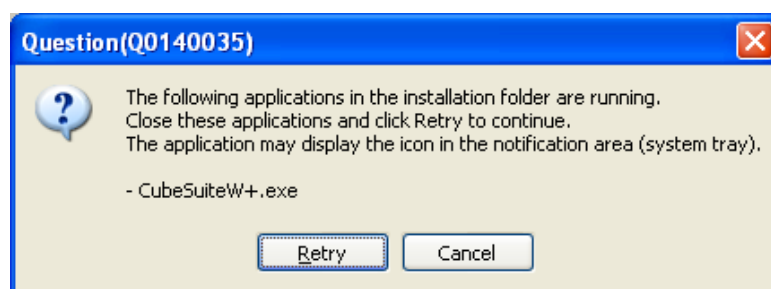 Question(Q0140035)
The following applications in the installation folder are running.
Close these applications and click Retry to continue.
The application may display the icon in the notification area (system tray).
- CubeSuiteW+.exe
Retry
Cancel